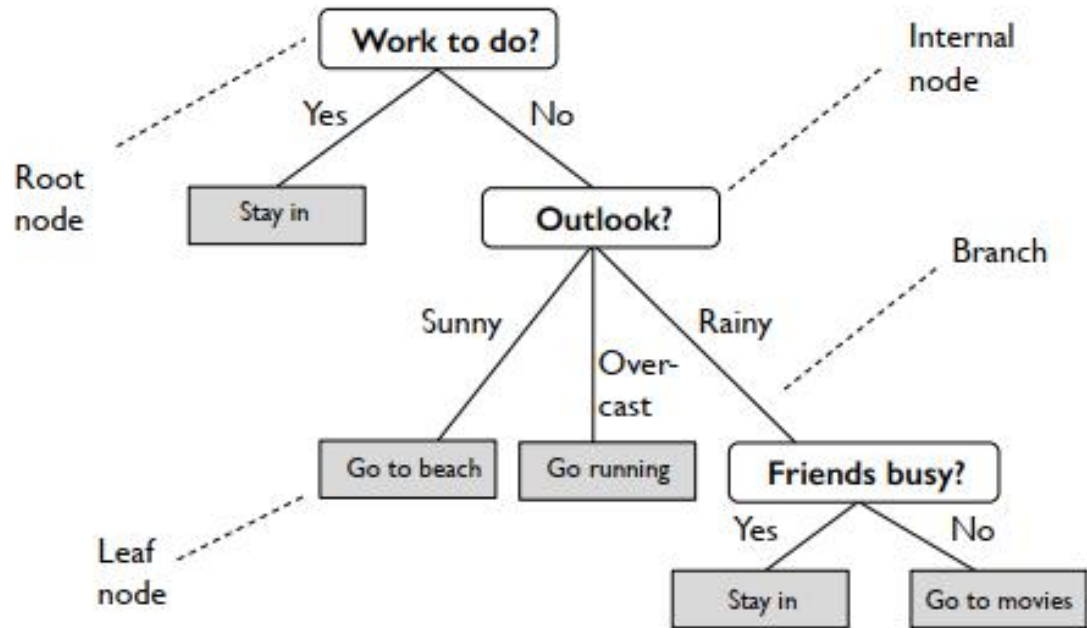 Work to do?
Internal
node
Yes
No
Root
node
Stay in
Outlook?
Branch
Sunny
Rainy
Over-
cast
Go to beach
Go running
Friends busy?
Yes
No
Leaf
node
Stay in
Go to movies